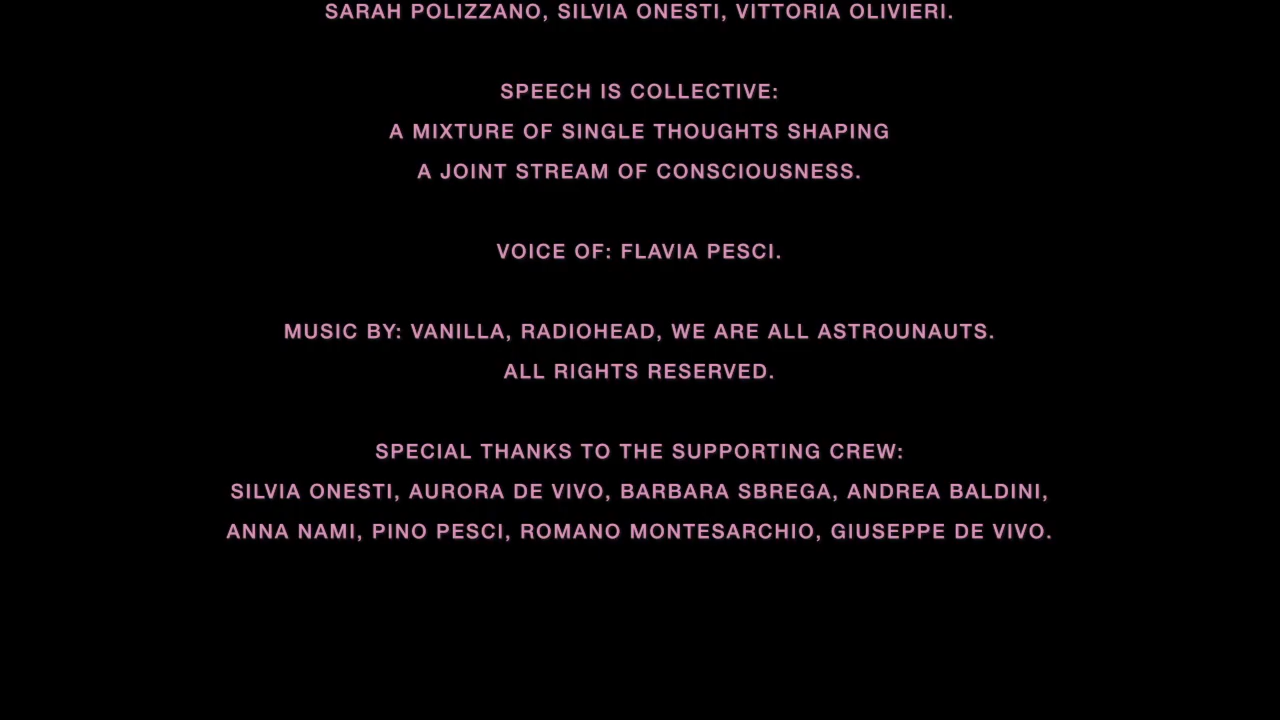 SARAH POLIZZANO, SILVIA ONESTI, VITTORIA OLIVIERI.
SPEECH IS COLLECTIVE:
A MIXTURE OF SINGLE THOUGHTS SHAPING
A JOINT STREAM OF CONSCIOUSNESS.
VOICE OF: FLAVIA PESCI.
MUSIC BY: VANILLA, RADIOHEAD, WE ARE ALL ASTROUNAUTS.
ALL RIGHTS RESERVED.
SPECIAL THANKS TO THE SUPPORTING CREW:
SILVIA ONESTI, AURORA DE VIVO, BARBARA SBREGA, ANDREA BALDINI,
ANNA NAMI, PINO PESCI, ROMANO MONTESARCHIO, GIUSEPPE DE VIVO.